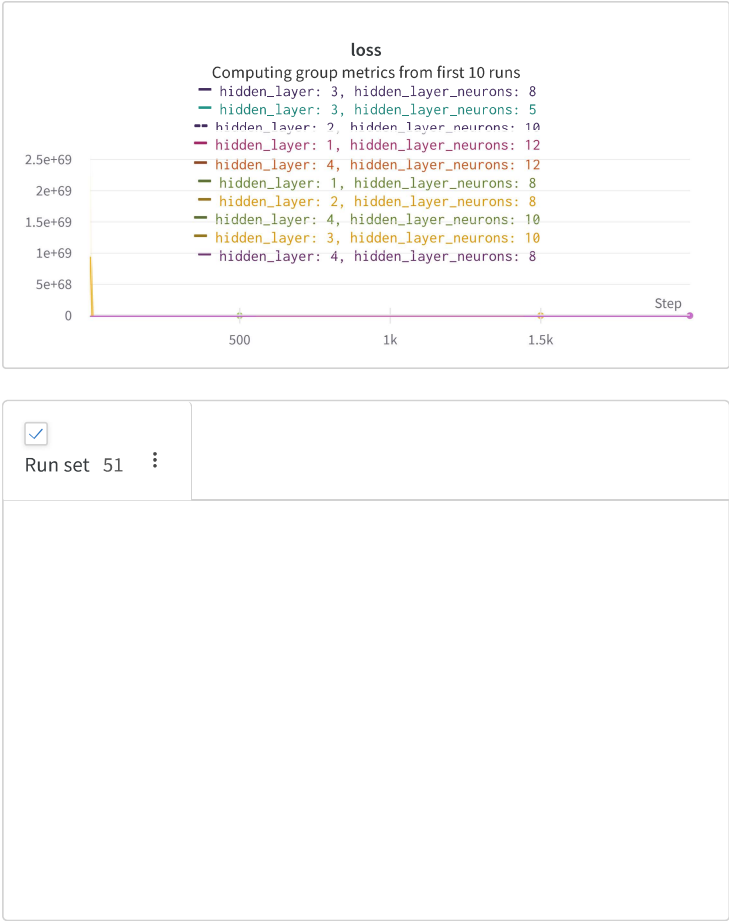 loss
Computing group metrics from first 10 runs
hidden_layer: 3, hidden_layer_neurons: 8
hidden_layer: 3, hidden_layer_neurons: 5
hidden_layer: 2, hidden_layer_neurons: 10
hidden_layer: 1, hidden_layer_neurons: 12
hidden_layer: 4, hidden_layer_neurons: 12
hidden_layer: 1, hidden_layer_neurons: 8
hidden_layer: 2, hidden_layer_neurons: 8
hidden_layer: 4, hidden_layer_neurons: 10
hidden_layer: 3, hidden_layer_neurons: 10
hidden_layer: 4, hidden_layer_neurons: 8
2.5e+69
2e+69
1.5e+69
1e+69
5e+68
0
Step
500 1k 1.5k
Run set 51